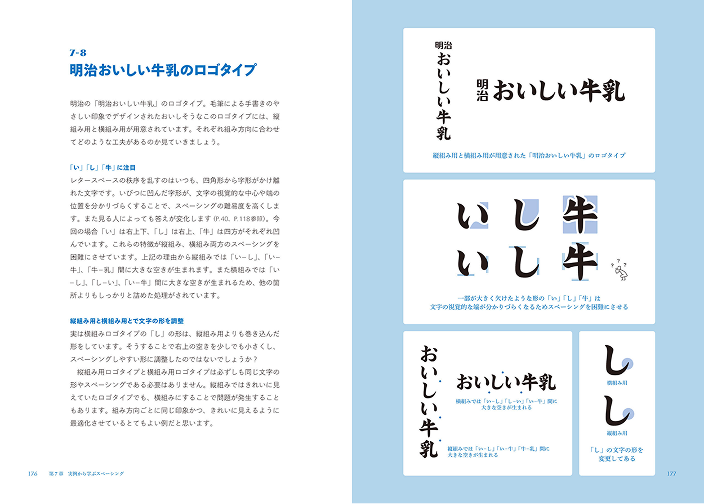 7-8
明治おいしい牛乳のロゴタイプ
明治の「明治おいしい牛乳」のロゴタイプ。毛筆による手書きのや
さしい印象でデザインされたおいしそうなこのロゴタイプには、縦
組み用と横組み用が用意されています。それぞれ組み方向に合わせ
てどのような工夫があるのか見ていきましょう。
「い」「し」「牛」に注目
レタースペースの秩序を乱すのはいつも、四角形から字形がかけ離
れた文字です。いびつに凹んだ字形が、文字の視覚的な中心や端の
位置を分かりづらくすることで、スペーシングの難易度を高くしま
す。また見る人によっても答えが変化します（P.40、P.118参照）。今
回の場合「い」は右上下、「し」は右上、「牛」は四方がそれぞれ凹
んでいます。これらの特徴が縦組み、横組み両方のスペーシングを
困難にさせています。上記の理由から縦組みでは「い–し」、「い–
牛」、「牛–乳」間に大きな空きが生まれます。また横組みでは「い
–し」、「し–い」、「い–牛」間に大きな空きが生まれるため、他の箇
所よりもしっかりと詰めた処理がされています。
縦組み用と横組み用とで文字の形を調整
実は横組みロゴタイプの「し」の形は、縦組み用よりも巻き込んだ
形をしています。そうすることで右上の空きを少しでも小さくし、
スペーシングしやすい形に調整したのではないでしょうか？
縦組み用ロゴタイプと横組み用ロゴタイプは必ずしも同じ文字の
形やスペーシングである必要はありません。縦組みではきれいに見
えていたロゴタイプでも、横組みにすることで問題が発生すること
もあります。組み方向ごとに同じ印象かつ、きれいに見えるように
最適化させているとてもよい例だと思います。
176 第7章 実例から学ぶスペーシング
明治
おいしい牛乳
明治
おいしい牛乳
縦組み用と横組み用が用意された「明治おいしい牛乳」のロゴタイプ
い し 牛
い し 牛
? ? ?
一部が大きく欠けたような形の「い」「し」「牛」は
文字の視覚的な端が分かりづらくなるためスペーシングを困難にさせる
おいしい牛乳
おいしい牛乳
横組みでは「い–し」「し–い」「い–牛」間に
大きな空きが生まれる
縦組みでは「い–し」「い–牛」「牛–乳」間に
大きな空きが生まれる
し
横組み用
し
縦組み用
「し」の文字の形を
変更してある
177